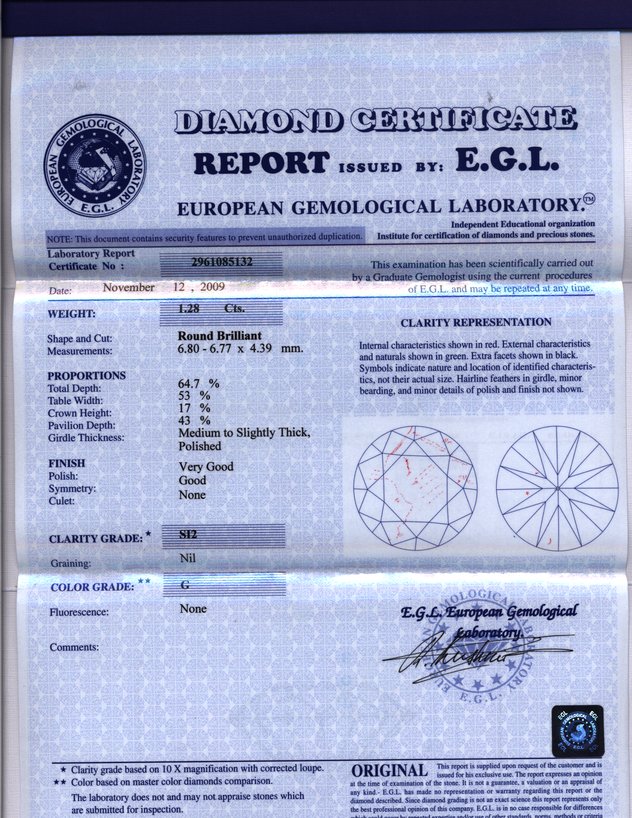 DIAMOND CERTIFICATE
REPORT ISSUED BY: E.G.L.
EUROPEAN GEMOLOGICAL LABORATORY.™
EUROPEAN GEMOLOGICAL LABORATORY
E.G.L.
Independent Educational organization
Institute for certification of diamonds and precious stones.
NOTE: This document contains security features to prevent unauthorized duplication.
Laboratory Report
Certificate No : 2961085132
Date: November 12 , 2009
This examination has been scientifically carried out
by a Graduate Gemologist using the current procedures
of E.G.L. and may be repeated at any time.
WEIGHT: 1.28 Cts.
Shape and Cut: Round Brilliant
Measurements: 6.80 - 6.77 x 4.39 mm.
PROPORTIONS
Total Depth: 64.7 %
Table Width: 53 %
Crown Height: 17 %
Pavilion Depth: 43 %
Girdle Thickness: Medium to Slightly Thick,
Polished
FINISH
Polish: Very Good
Symmetry: Good
Culet: None
CLARITY GRADE: * SI2
Graining: Nil
COLOR GRADE: ** G
Fluorescence: None
Comments:
CLARITY REPRESENTATION
Internal characteristics shown in red. External characteristics
and naturals shown in green. Extra facets shown in black.
Symbols indicate nature and location of identified characteris-
tics, not their actual size. Hairline feathers in girdle, minor
bearding, and minor details of polish and finish not shown.
E.G.L. European Gemological
Laboratory.
E.G.L.
EGL EGL
E.G.L.
★ Clarity grade based on 10 X magnification with corrected loupe.
★★ Color based on master color diamonds comparison.
The laboratory does not and may not appraise stones which
are submitted for inspection.
ORIGINAL This report is supplied upon request of the customer and is
issued for his exclusive use. The report expresses an opinion
at the time of examination of the stone. It is not a guarantee, a valuation or an appraisal of
any kind.- E.G.L. has made no representation or warranty regarding this report or the
diamond described. Since diamond grading is not an exact science this report represents only
the best professional opinion of this company. E.G.L. is in no case responsible for differences